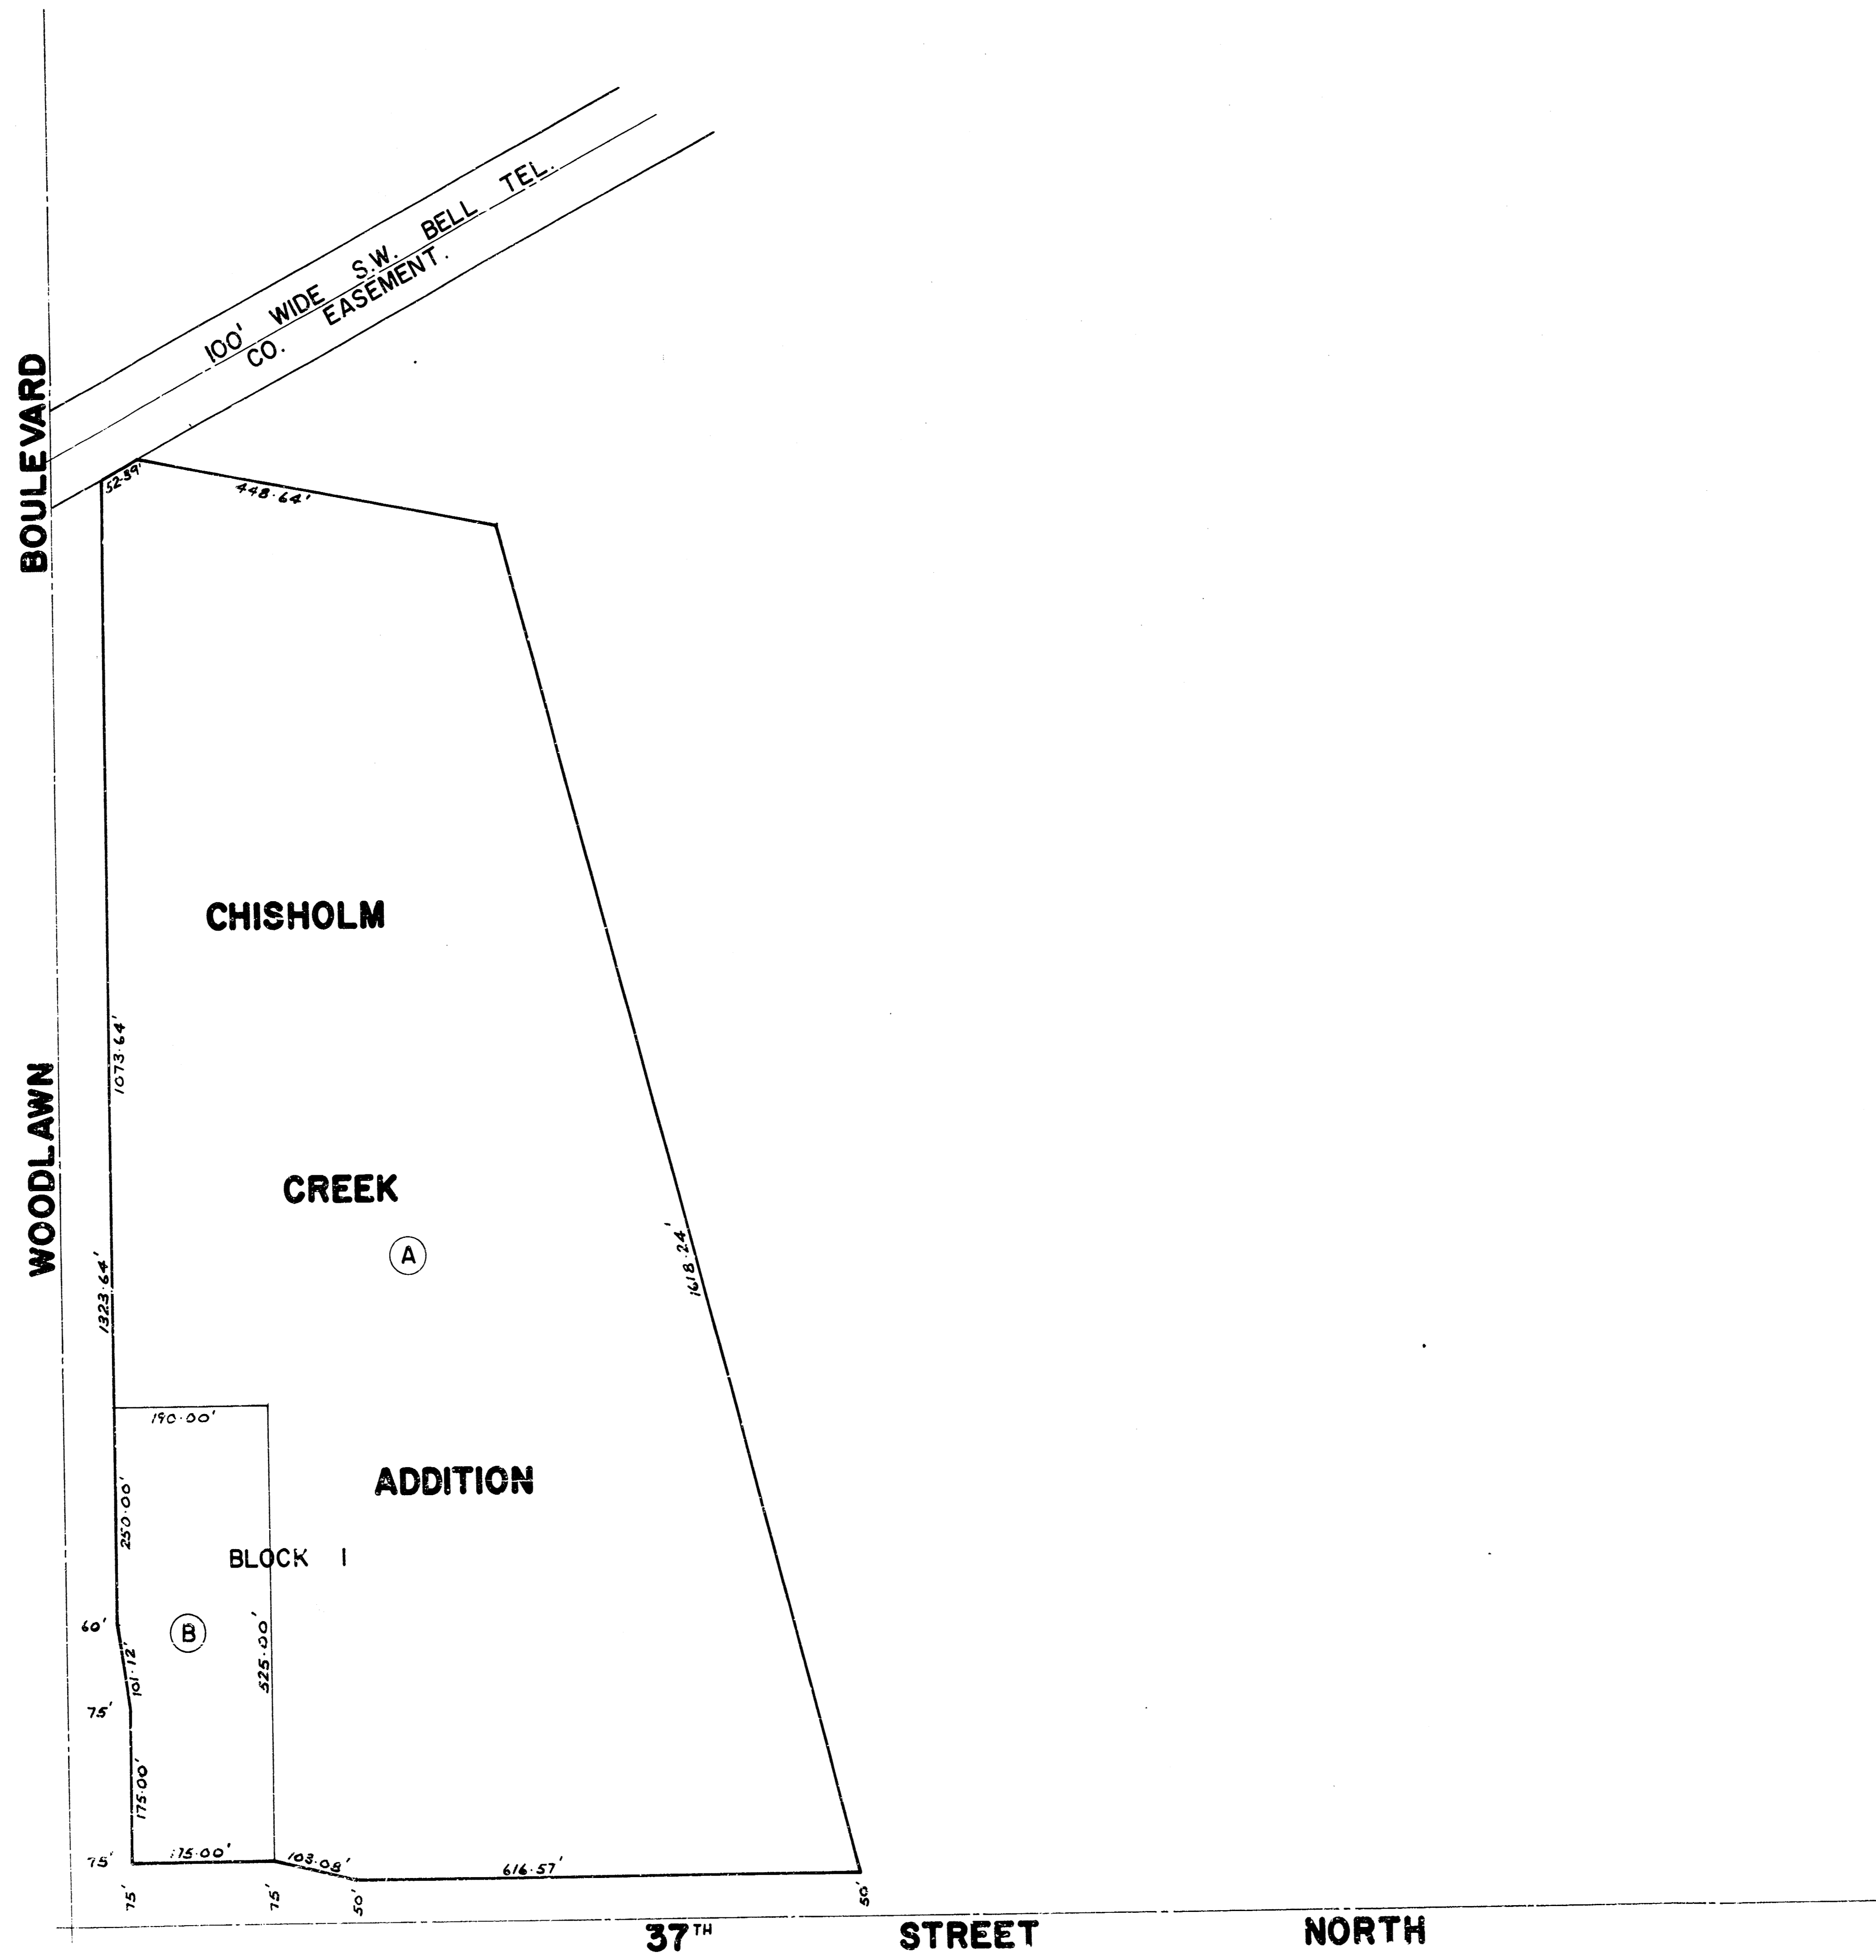 100' WIDE S.W. BELL TEL.
CO. EASEMENT.
BOULEVARD
52.59'
448.64'
CHISHOLM
1073.64'
WOODLAWN
CREEK
A
1618.24'
1323.64'
190.00'
ADDITION
250.00'
BLOCK 1
60'
B
525.00'
101.12'
75'
175.00'
75'
175.00'
103.08'
616.57'
75'
75'
50'
50'
37TH STREET NORTH